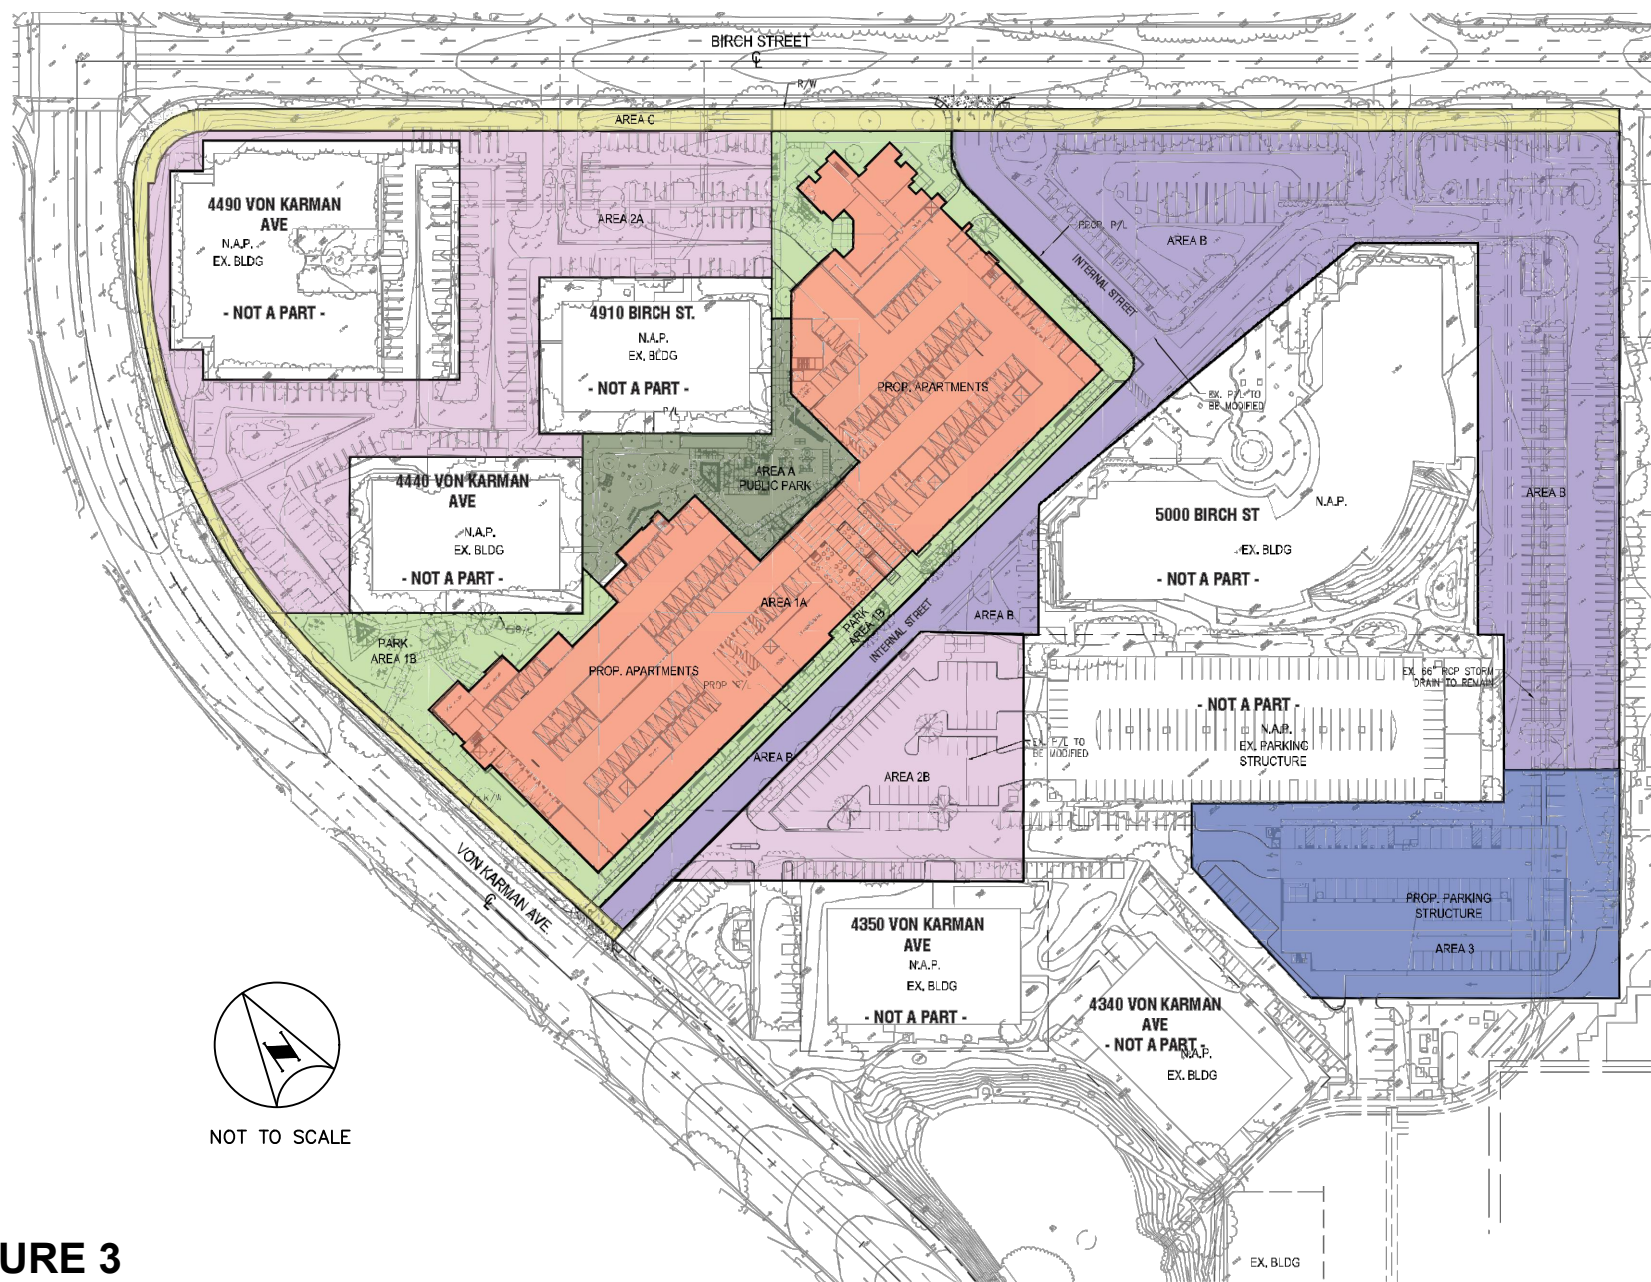 BIRCH STREET
C̵L
R/W
AREA C
4490 VON KARMAN
AVE
N.A.P.
EX. BLDG
- NOT A PART -
AREA 2A
PROP. P/L
AREA B
INTERNAL STREET
4910 BIRCH ST.
N.A.P.
EX. BLDG
- NOT A PART -
P/L
PROP. APARTMENTS
EX. P/L TO
BE MODIFIED
4440 VON KARMAN
AVE
N.A.P.
EX. BLDG
- NOT A PART -
AREA A
PUBLIC PARK
5000 BIRCH ST
N.A.P.
EX. BLDG
- NOT A PART -
AREA B
AREA 1A
PARK
AREA 1B
INTERNAL STREET
AREA B
PARK
AREA 1B
PROP. APARTMENTS
PROP. P/L
EX. 66" RCP STORM
DRAIN TO REMAIN
- NOT A PART -
N.A.P.
EX. PARKING
STRUCTURE
EX. P/L TO
BE MODIFIED
AREA B
AREA 2B
R/W
VON KARMAN AVE
CL
PROP. PARKING
STRUCTURE
AREA 3
4350 VON KARMAN
AVE
N.A.P.
EX. BLDG
- NOT A PART -
4340 VON KARMAN
AVE
- NOT A PART -
N.A.P.
EX. BLDG
NOT TO SCALE
URE 3
EX. BLDG